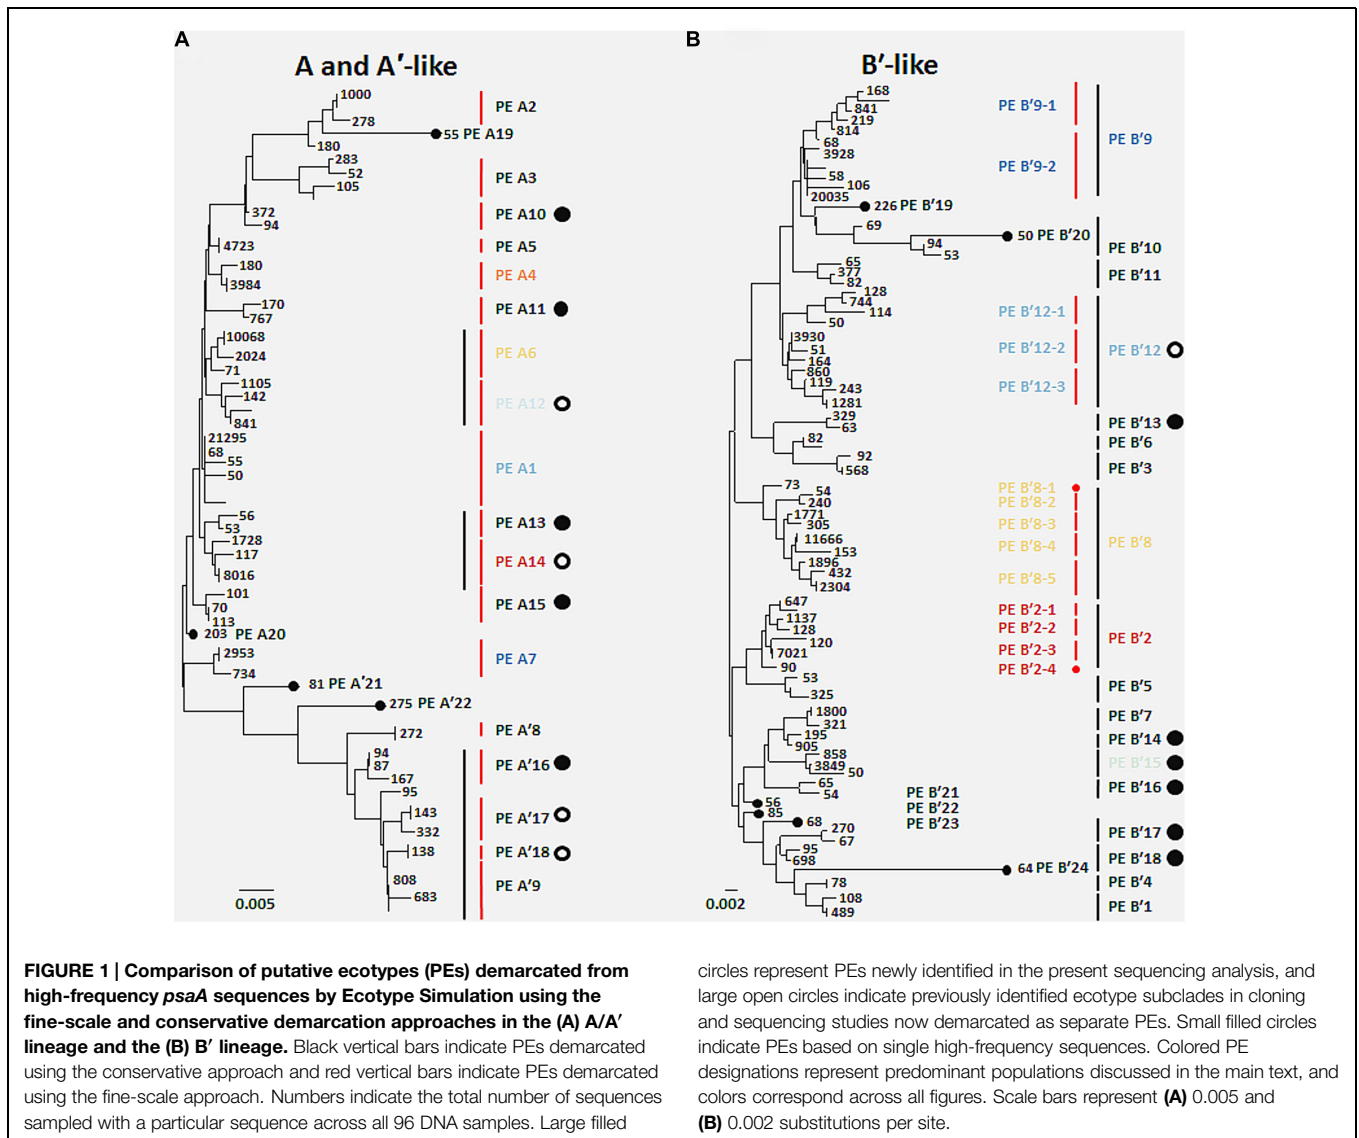 A
A and A′-like
1000
PE A2
278
55 PE A19
180
283
52
PE A3
105
372
PE A10
94
4723
PE A5
180
PE A4
3984
170
PE A11
767
10068
PE A6
2024
71
1105
142
PE A12
841
21295
68
55
PE A1
50
56
PE A13
53
1728
117
PE A14
8016
101
PE A15
70
113
203 PE A20
2953
PE A7
734
81 PE A′21
275 PE A′22
272
PE A′8
94
87
PE A′16
167
95
143
PE A′17
332
138
PE A′18
808
PE A′9
683
0.005
B
B′-like
168
PE B′9-1
841
219
814
68
PE B′9
3928
PE B′9-2
58
106
20035
226 PE B′19
69
50 PE B′20
94
PE B′10
53
65
377
PE B′11
82
128
744
114
PE B′12-1
50
3930
51
PE B′12-2
PE B′12
164
860
119
PE B′12-3
243
1281
329
PE B′13
63
82
PE B′6
92
568
PE B′3
73
PE B′8-1
54
240
PE B′8-2
1771
305
PE B′8-3
11666
PE B′8-4
PE B′8
153
1896
432
PE B′8-5
2304
647
PE B′2-1
1137
128
PE B′2-2
PE B′2
120
7021
PE B′2-3
90
PE B′2-4
53
PE B′5
325
1800
PE B′7
321
195
PE B′14
905
858
3849
PE B′15
50
65
PE B′16
54
PE B′21
56
PE B′22
85
PE B′23
68
270
PE B′17
67
95
PE B′18
698
64 PE B′24
78
PE B′4
108
PE B′1
489
0.002
FIGURE 1 | Comparison of putative ecotypes (PEs) demarcated from
high-frequency psaA sequences by Ecotype Simulation using the
fine-scale and conservative demarcation approaches in the (A) A/A′
lineage and the (B) B′ lineage. Black vertical bars indicate PEs demarcated
using the conservative approach and red vertical bars indicate PEs demarcated
using the fine-scale approach. Numbers indicate the total number of sequences
sampled with a particular sequence across all 96 DNA samples. Large filled
circles represent PEs newly identified in the present sequencing analysis, and
large open circles indicate previously identified ecotype subclades in cloning
and sequencing studies now demarcated as separate PEs. Small filled circles
indicate PEs based on single high-frequency sequences. Colored PE
designations represent predominant populations discussed in the main text, and
colors correspond across all figures. Scale bars represent (A) 0.005 and
(B) 0.002 substitutions per site.